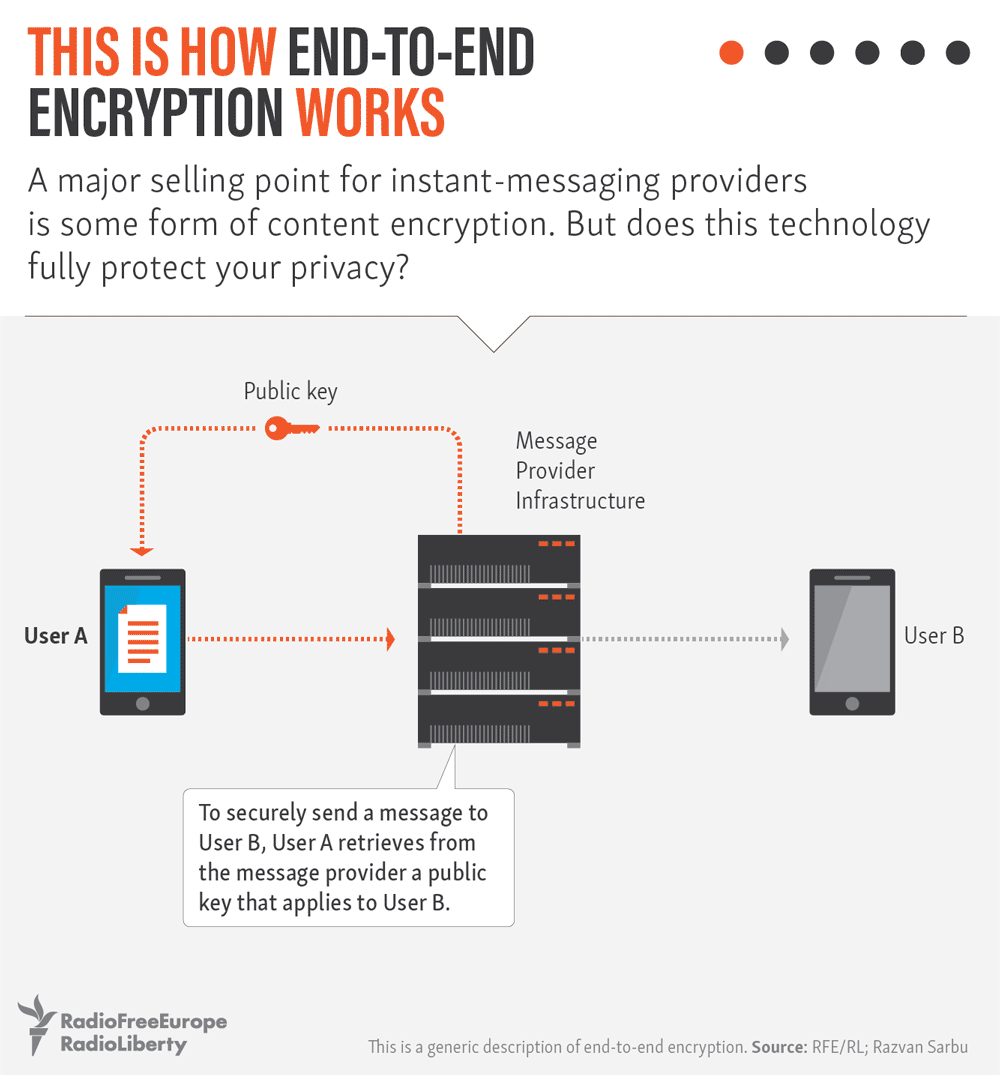 THIS IS HOW END-TO-END
ENCRYPTION WORKS
A major selling point for instant-messaging providers
is some form of content encryption. But does this technology
fully protect your privacy?
Public key
Message
Provider
Infrastructure
User A
User B
To securely send a message to
User B, User A retrieves from
the message provider a public
key that applies to User B.
RadioFreeEurope
RadioLiberty
This is a generic description of end-to-end encryption. Source: RFE/RL; Razvan Sarbu